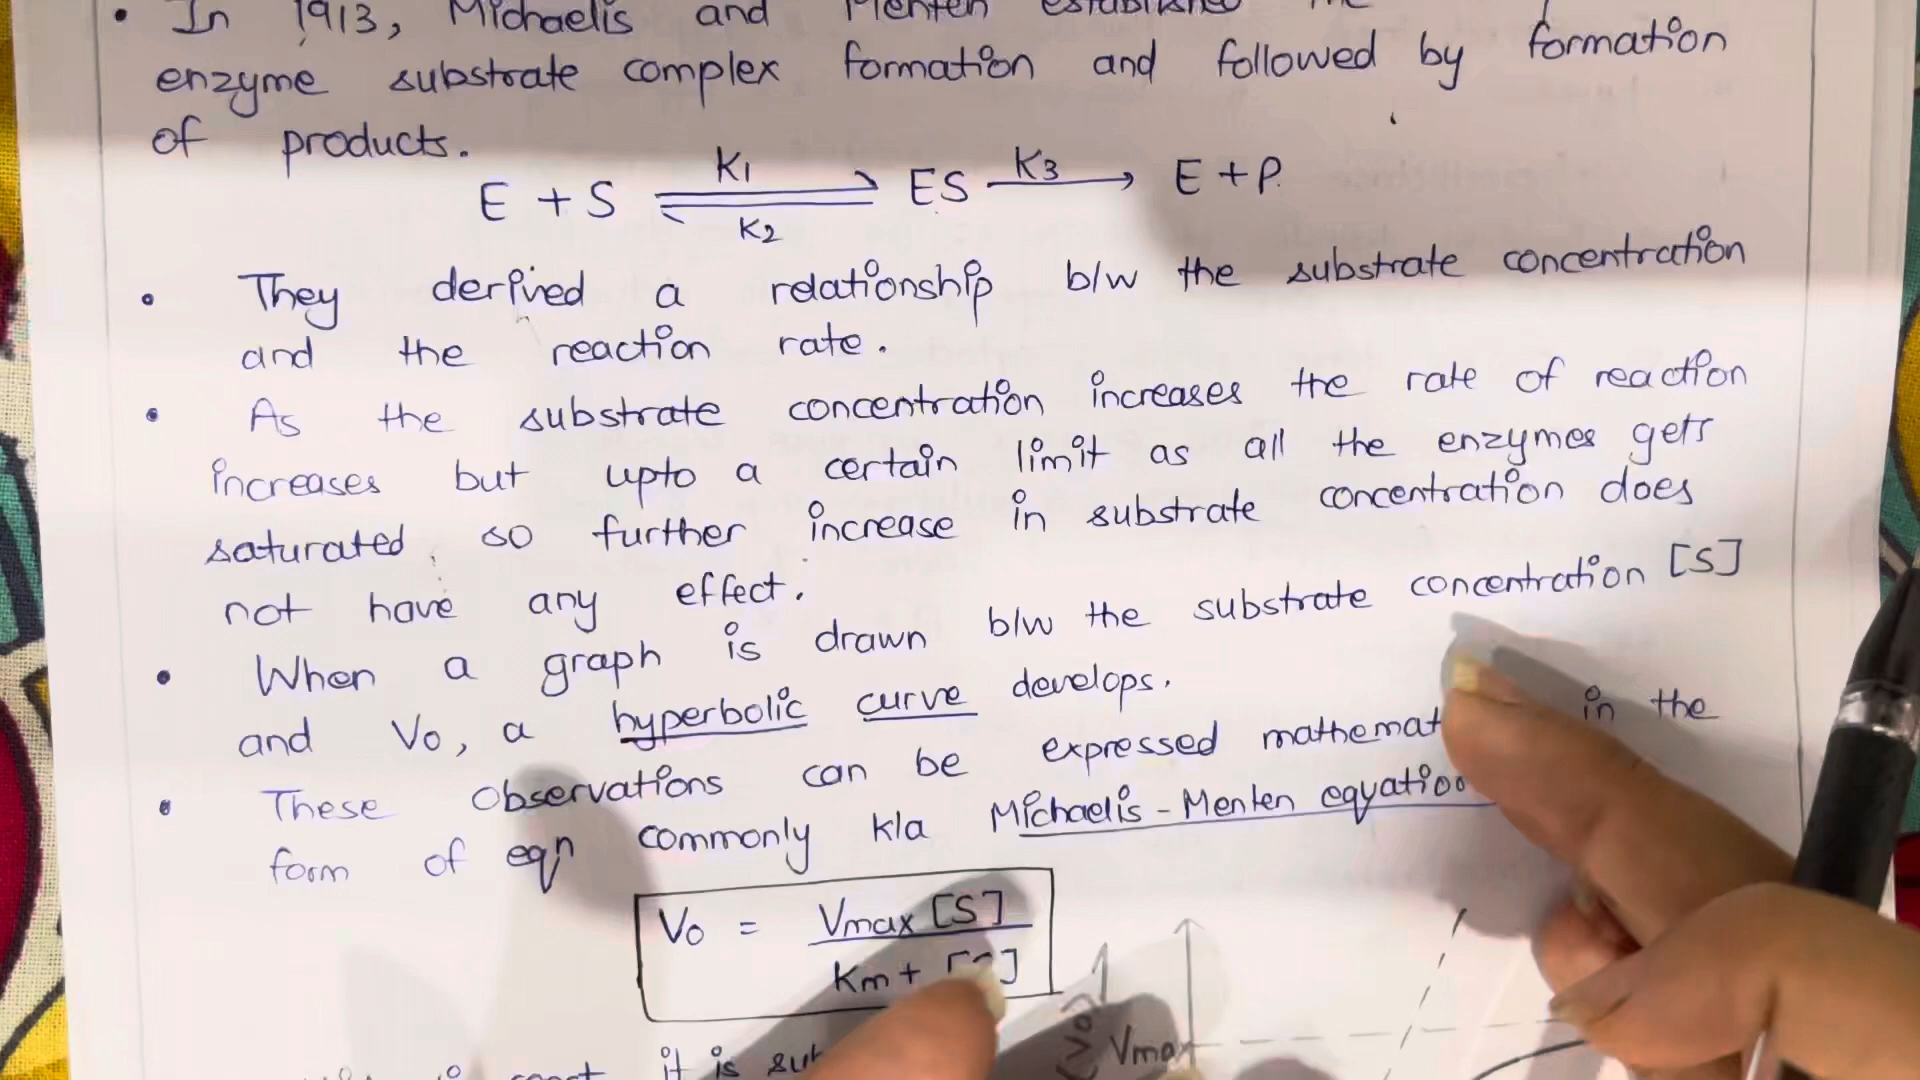 • In 1913, Michaelis and Menten established the
enzyme substrate complex formation and followed by formation
of products.
E + S K1 K2 ES K3 E + P.
• They derived a relationship b/w the substrate concentration
and the reaction rate.
• As the substrate concentration increases the rate of reaction
increases but upto a certain limit as all the enzymes gets
saturated so further increase in substrate concentration does
not have any effect.
• When a graph is drawn b/w the substrate concentration [S]
and Vo, a hyperbolic curve develops.
• These observations can be expressed mathemat in the
form of eqn commonly k/a Michaelis-Menten equation
Vo = Vmax [S]
Km + [ ]
it is
(Vo)
Vmax